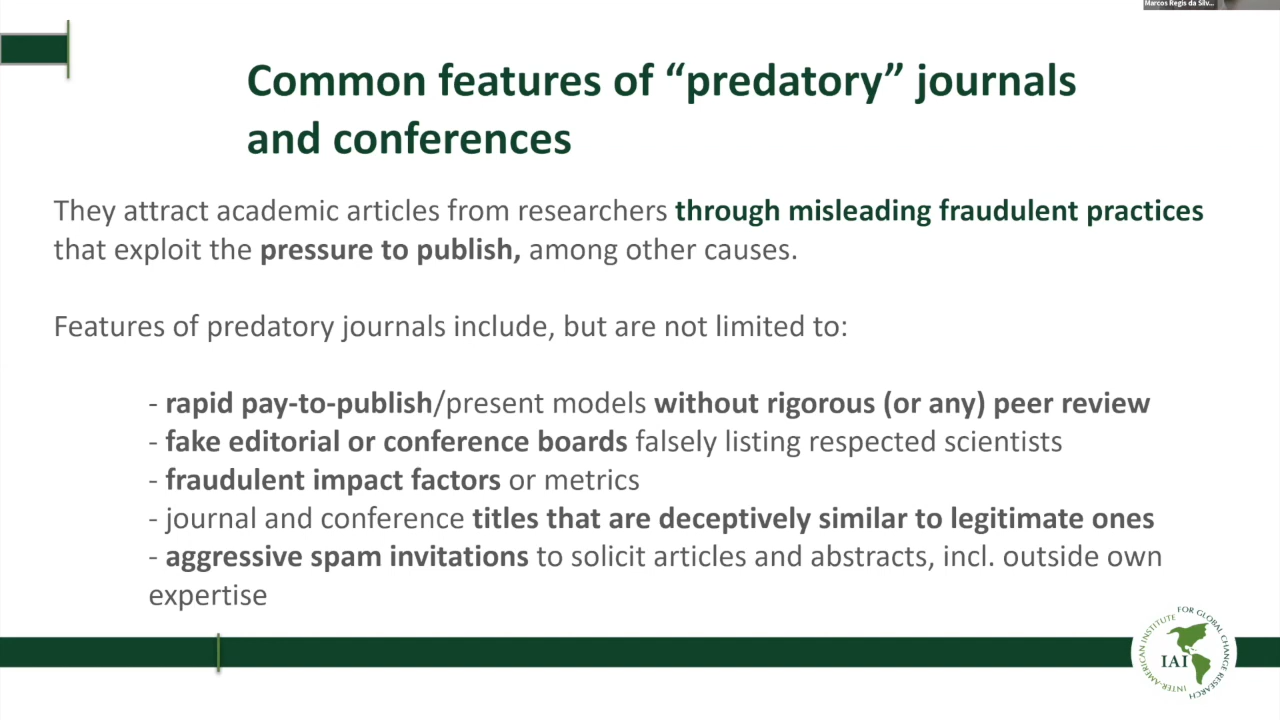 Marcos Regis da Silv...
Common features of “predatory” journals
and conferences
They attract academic articles from researchers through misleading fraudulent practices
that exploit the pressure to publish, among other causes.
Features of predatory journals include, but are not limited to:
- rapid pay-to-publish/present models without rigorous (or any) peer review
- fake editorial or conference boards falsely listing respected scientists
- fraudulent impact factors or metrics
- journal and conference titles that are deceptively similar to legitimate ones
- aggressive spam invitations to solicit articles and abstracts, incl. outside own
expertise
INTER-AMERICAN INSTITUTE FOR GLOBAL CHANGE RESEARCH
IAI